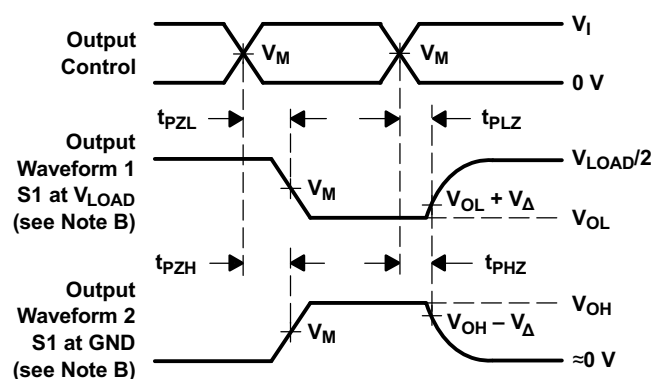 Output
Control
V_M
V_M
V_I
0 V
t_PZL
t_PLZ
Output
Waveform 1
S1 at V_LOAD
(see Note B)
V_M
V_LOAD/2
V_OL + V_Δ
V_OL
t_PZH
t_PHZ
Output
Waveform 2
S1 at GND
(see Note B)
V_M
V_OH
V_OH – V_Δ
≈0 V